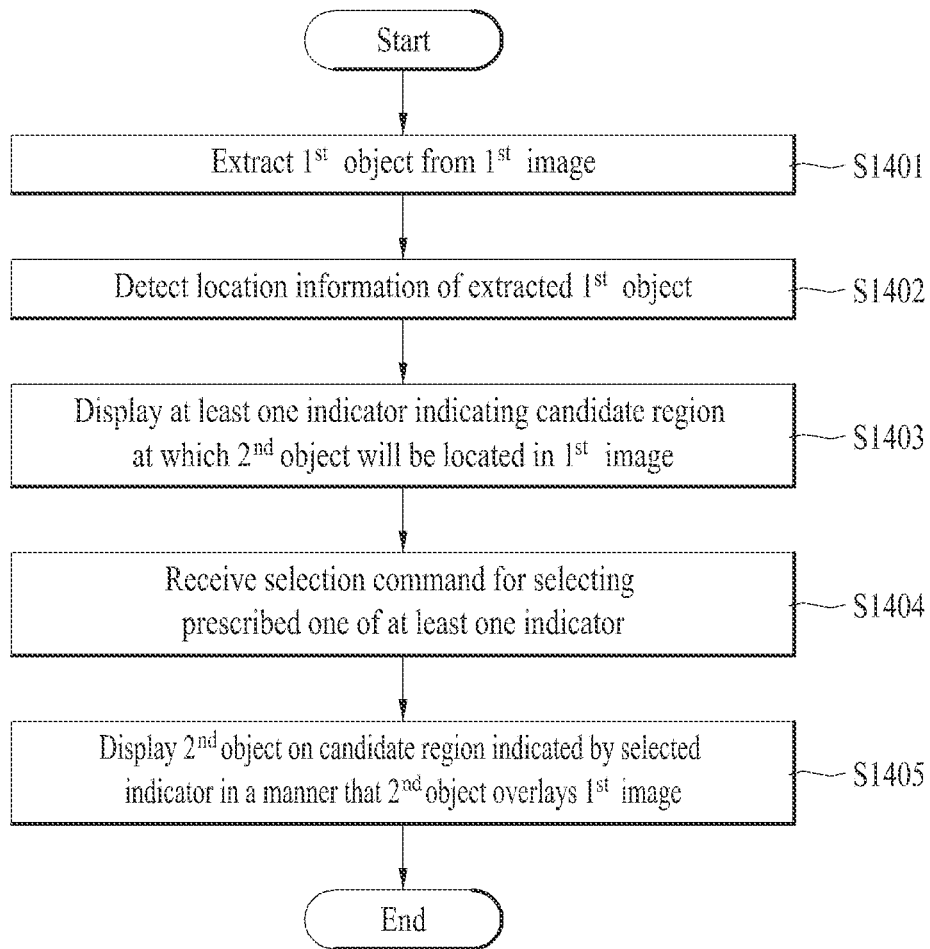 Start
Extract 1st object from 1st image
S1401
Detect location information of extracted 1st object
S1402
Display at least one indicator indicating candidate region
at which 2nd object will be located in 1st image
S1403
Receive selection command for selecting
prescribed one of at least one indicator
S1404
Display 2nd object on candidate region indicated by selected
indicator in a manner that 2nd object overlays 1st image
S1405
End